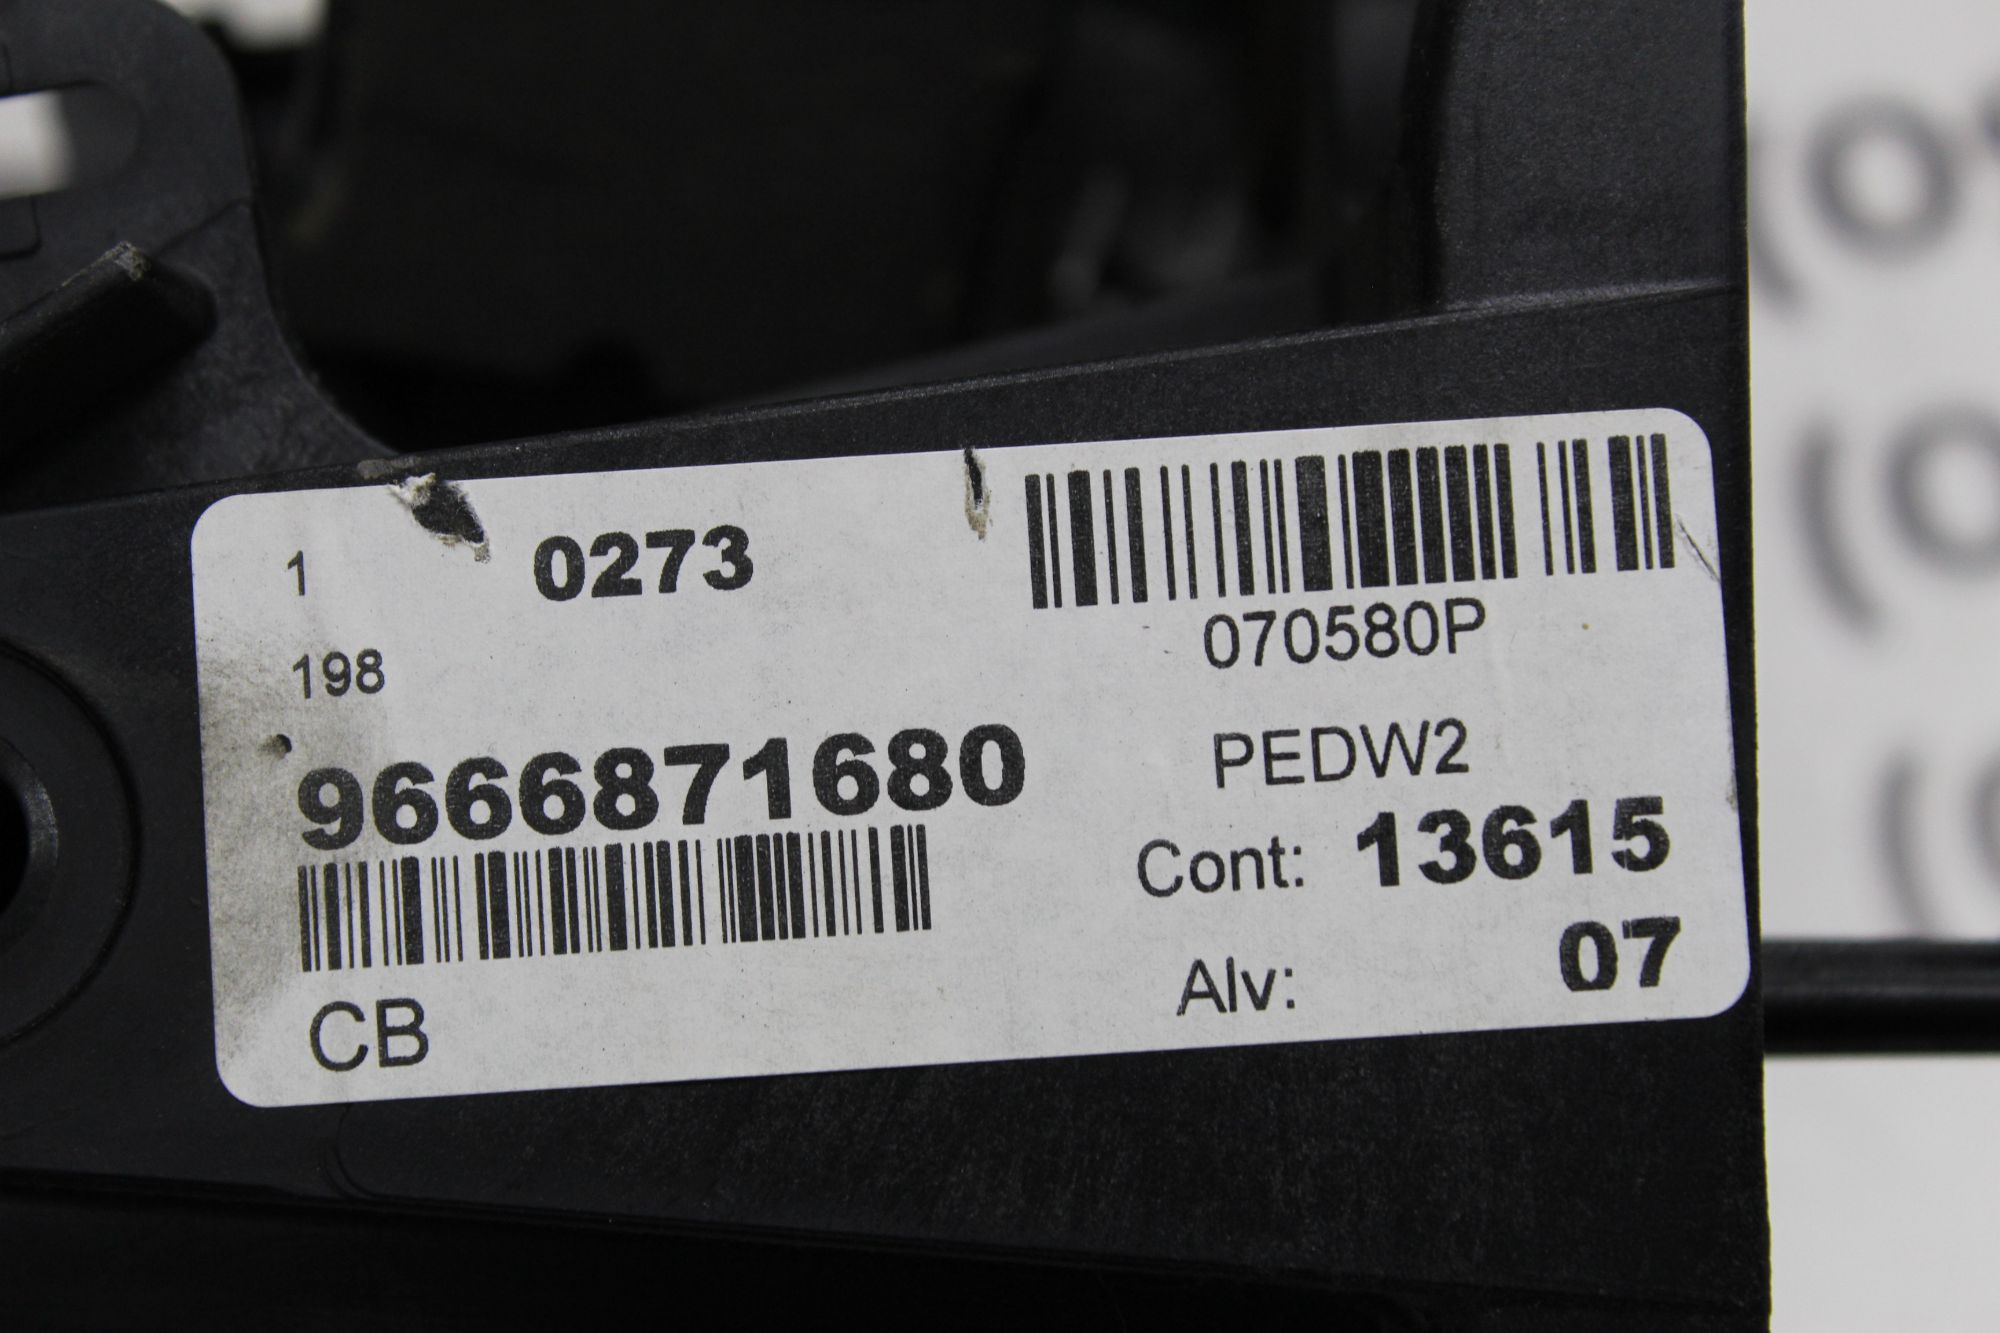 1 0273
070580P
198
9666871680
PEDW2
Cont: 13615
CB
Alv: 07